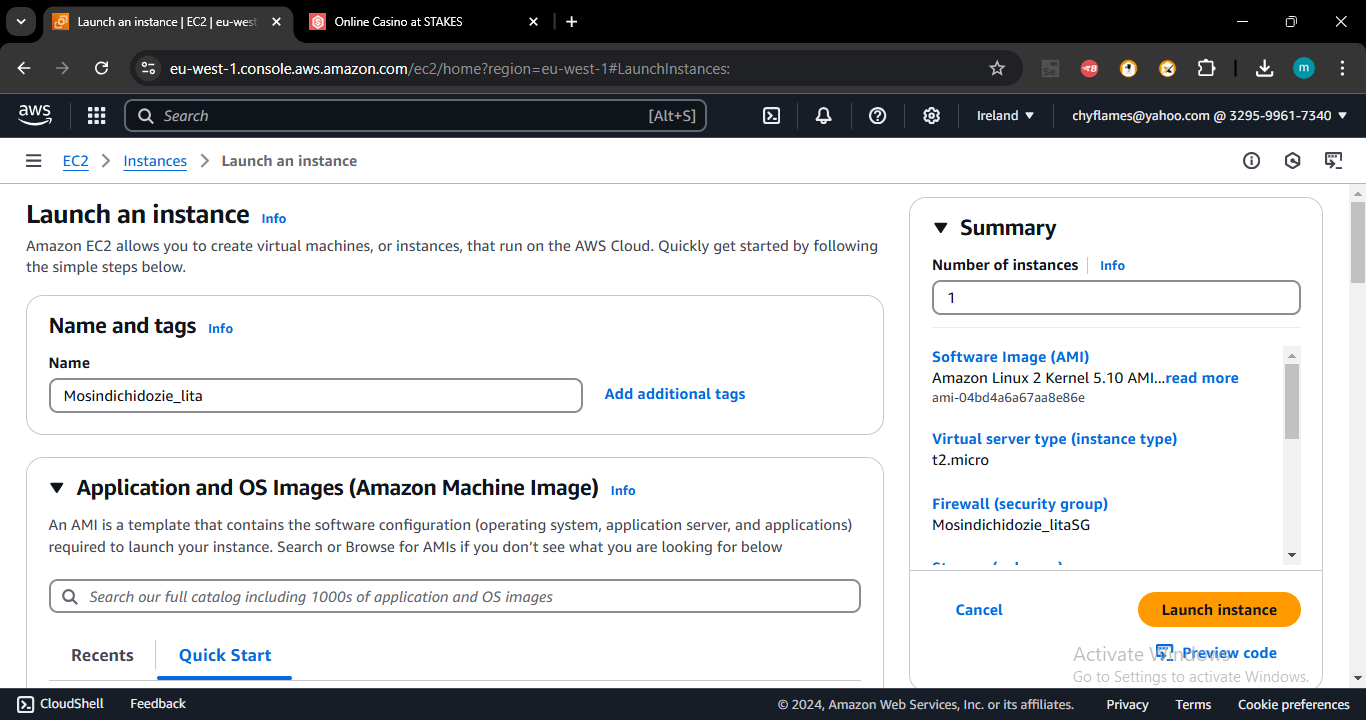 Launch an instance | EC2 | eu-west
Online Casino at STAKES
eu-west-1.console.aws.amazon.com/ec2/home?region=eu-west-1#LaunchInstances:
m
aws
Search
[Alt+S]
Ireland
chyflames@yahoo.com @ 3295-9961-7340
EC2
Instances
Launch an instance
Launch an instance Info
Amazon EC2 allows you to create virtual machines, or instances, that run on the AWS Cloud. Quickly get started by following
the simple steps below.
Name and tags Info
Name
Mosindichidozie_lita
Add additional tags
Application and OS Images (Amazon Machine Image) Info
An AMI is a template that contains the software configuration (operating system, application server, and applications)
required to launch your instance. Search or Browse for AMIs if you don't see what you are looking for below
Search our full catalog including 1000s of application and OS images
Recents
Quick Start
Summary
Number of instances Info
1
Software Image (AMI)
Amazon Linux 2 Kernel 5.10 AMI...read more
ami-04bd4a6a67aa8e86e
Virtual server type (instance type)
t2.micro
Firewall (security group)
Mosindichidozie_litaSG
Cancel
Launch instance
Preview code
Activate Windows
Go to Settings to activate Windows.
CloudShell
Feedback
© 2024, Amazon Web Services, Inc. or its affiliates.
Privacy
Terms
Cookie preferences